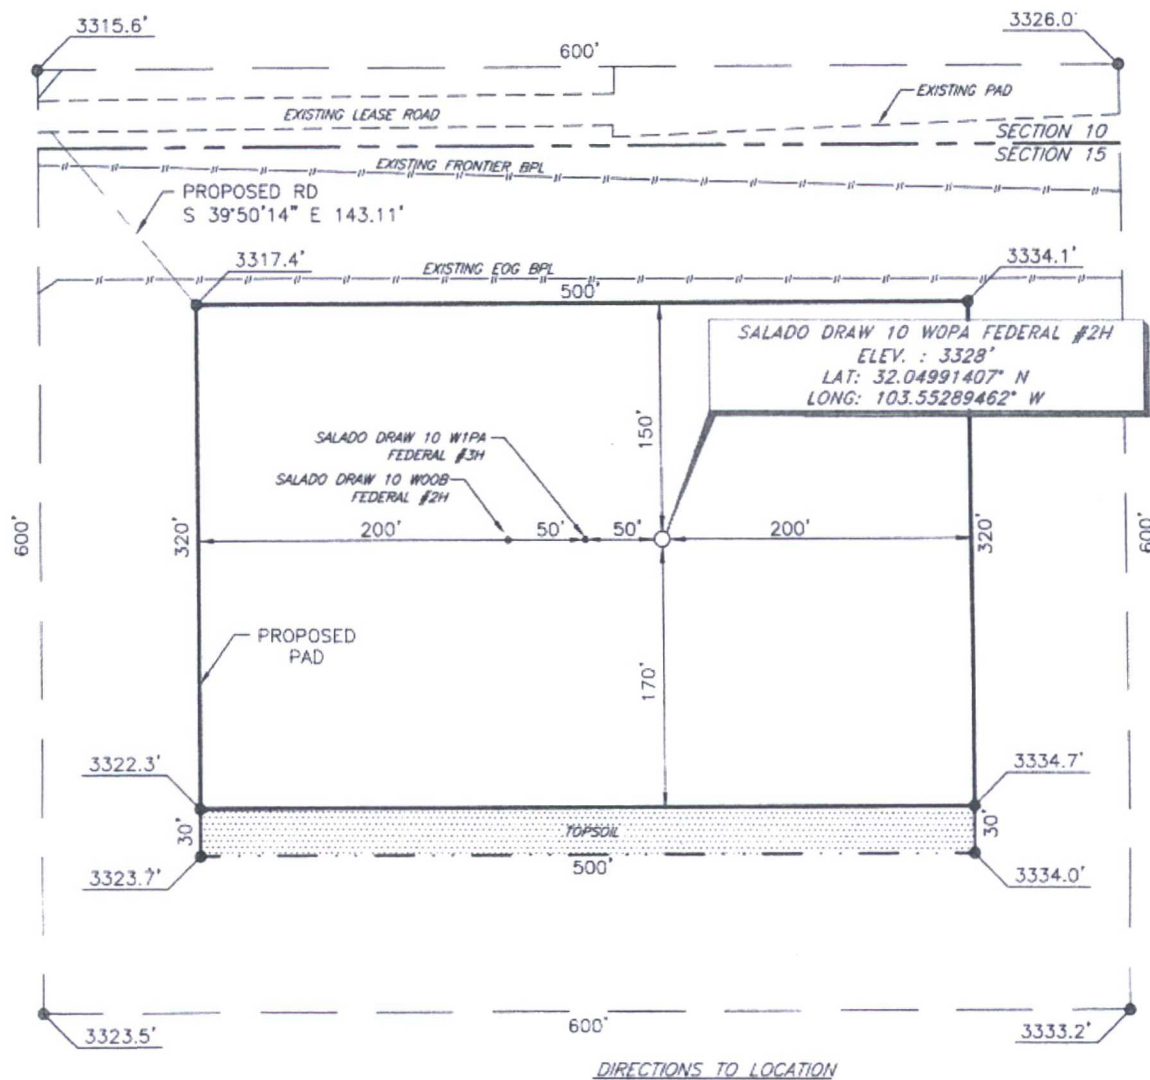 3315.6'
3326.0'
600'
EXISTING LEASE ROAD
EXISTING PAD
SECTION 10
SECTION 15
EXISTING FRONTIER BPL
PROPOSED RD
S 39°50'14" E 143.11'
3317.4'
EXISTING EOG BPL
3334.1'
500'
SALADO DRAW 10 W0PA FEDERAL #2H
ELEV. : 3328'
LAT: 32.04991407° N
LONG: 103.55289462° W
150'
SALADO DRAW 10 W1PA
FEDERAL #3H
SALADO DRAW 10 W00B
FEDERAL #2H
600'
320'
200'
50'
50'
200'
320'
600'
PROPOSED
PAD
170'
3322.3'
3334.7'
30'
TOPSOIL
30'
3323.7'
500'
3334.0'
3323.5'
600'
3333.2'
DIRECTIONS TO LOCATION